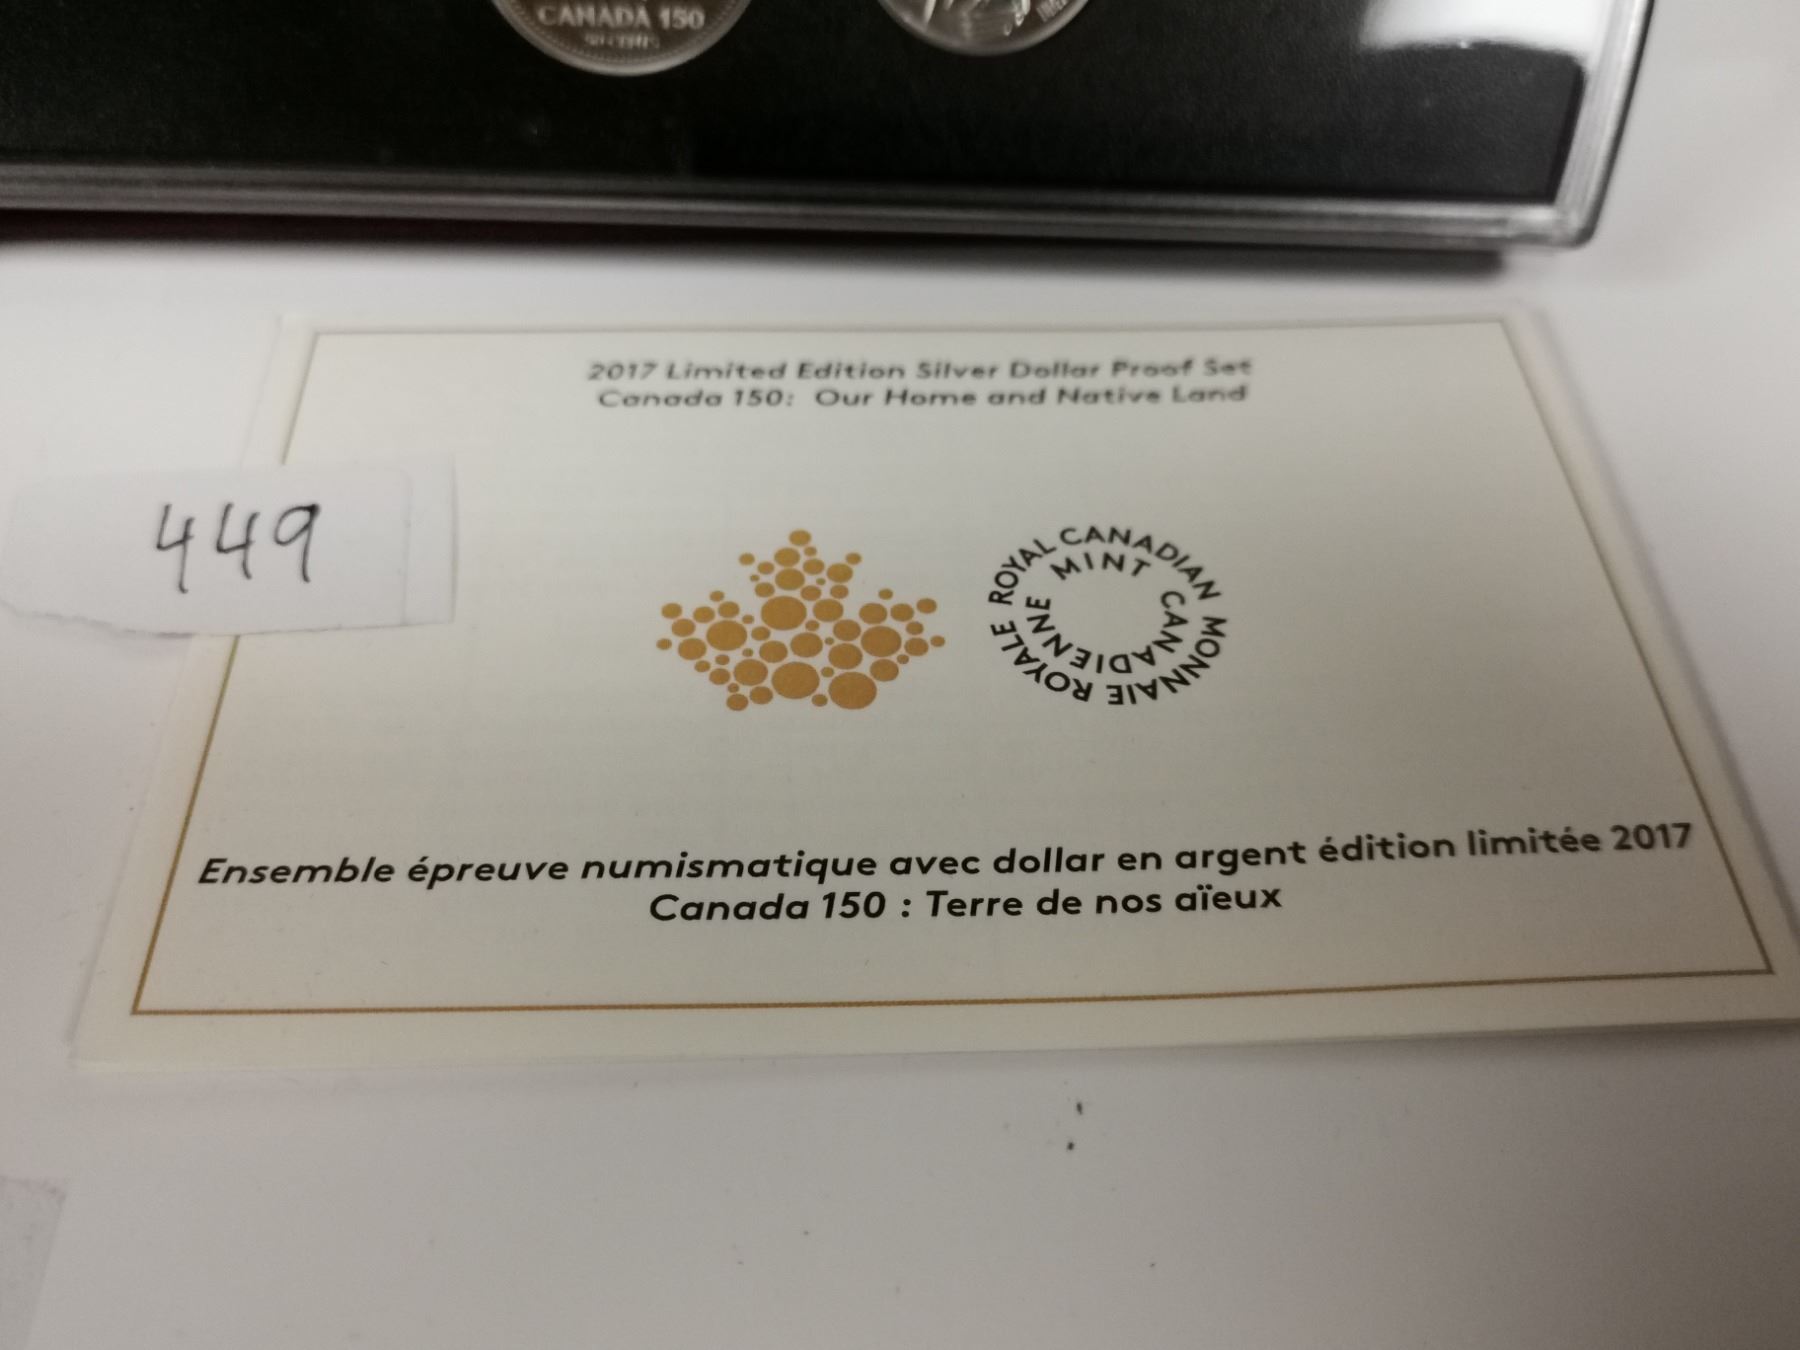 CANADA 150
50 CENTS
2017 Limited Edition Silver Dollar Proof Set
Canada 150: Our Home and Native Land
449
ROYAL CANADIAN MINT
MONNAIE ROYALE CANADIENNE
Ensemble épreuve numismatique avec dollar en argent édition limitée 2017
Canada 150 : Terre de nos aïeux